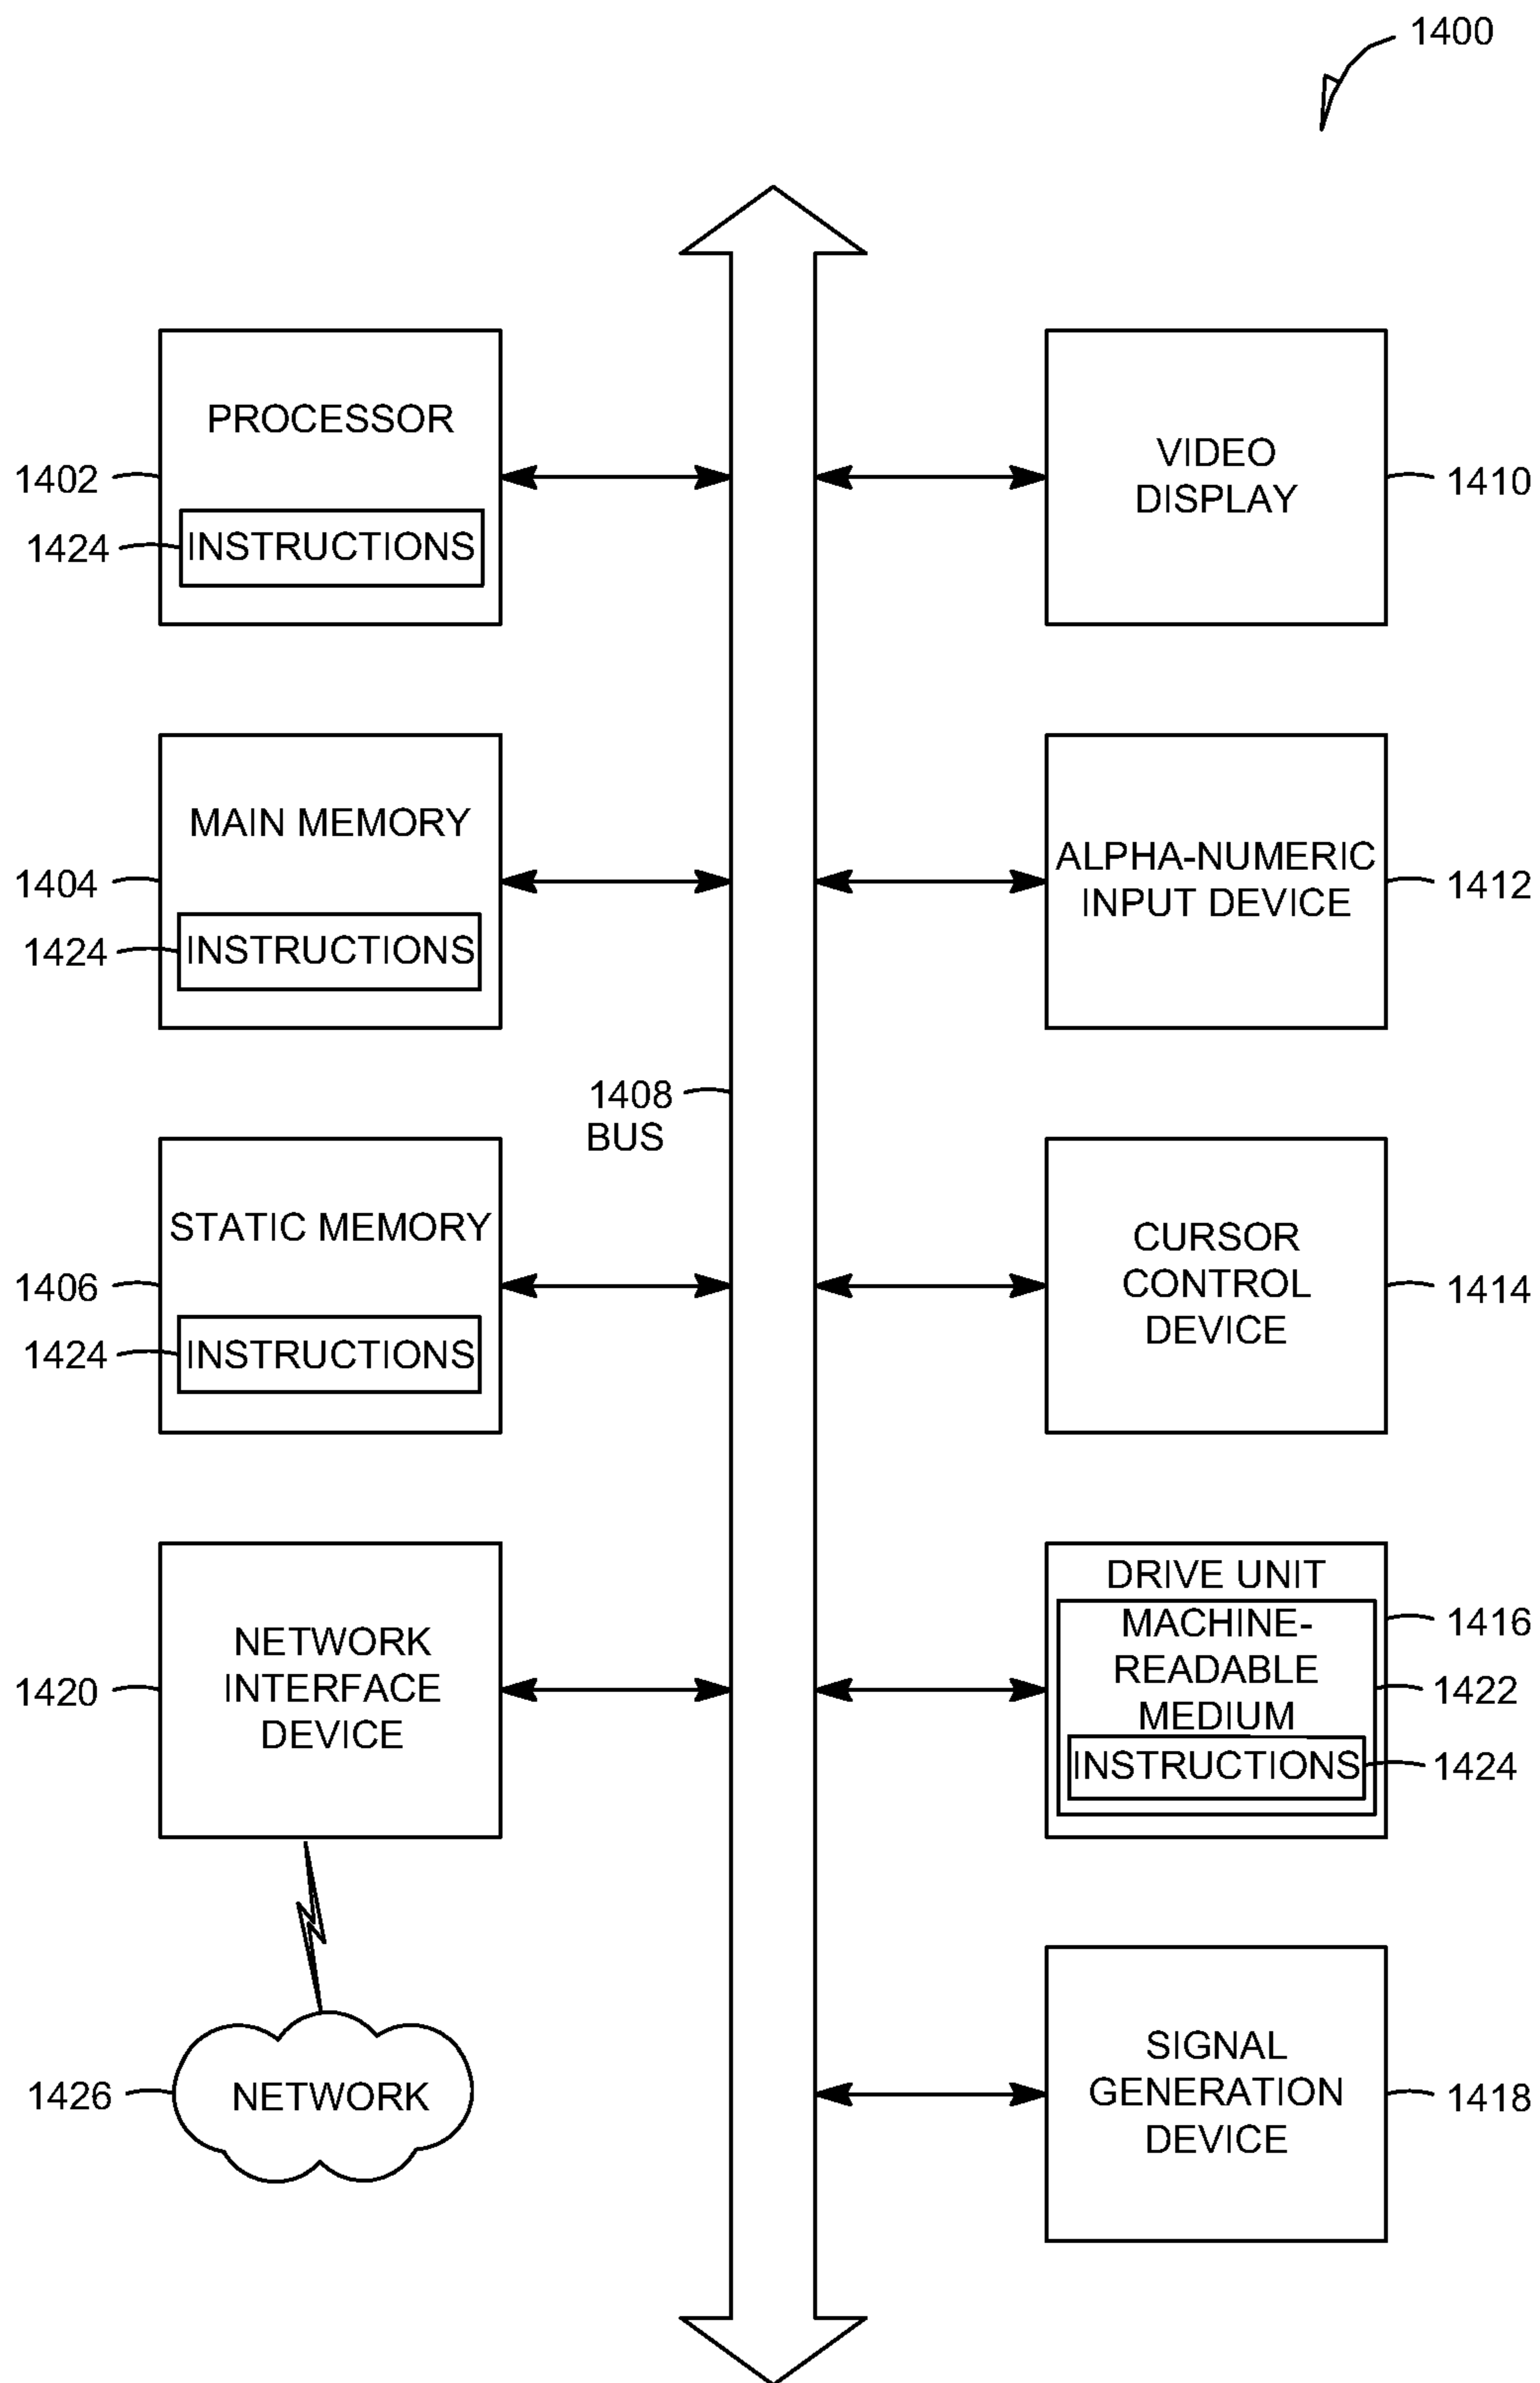 1400
PROCESSOR
1402
1424
INSTRUCTIONS
VIDEO
DISPLAY
1410
MAIN MEMORY
1404
1424
INSTRUCTIONS
ALPHA-NUMERIC
INPUT DEVICE
1412
1408
BUS
STATIC MEMORY
1406
1424
INSTRUCTIONS
CURSOR
CONTROL
DEVICE
1414
NETWORK
INTERFACE
DEVICE
1420
DRIVE UNIT
1416
MACHINE-
READABLE
MEDIUM
1422
INSTRUCTIONS
1424
1426
NETWORK
SIGNAL
GENERATION
DEVICE
1418